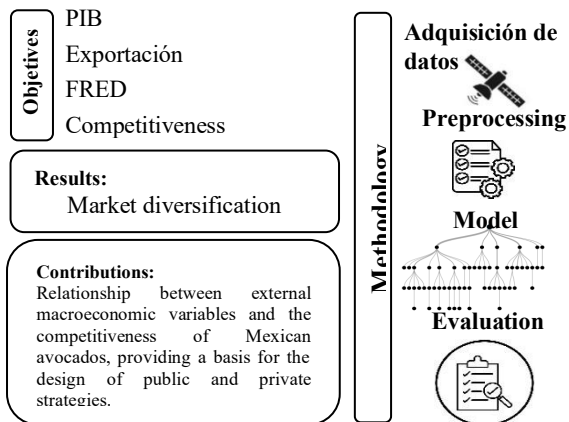 Objetives
PIB
Exportación
FRED
Competitiveness
Results:
Market diversification
Contributions:
Relationship between external
macroeconomic variables and the
competitiveness of Mexican
avocados, providing a basis for the
design of public and private
strategies.
Methodology
Adquisición de
datos
Preprocessing
Model
Evaluation